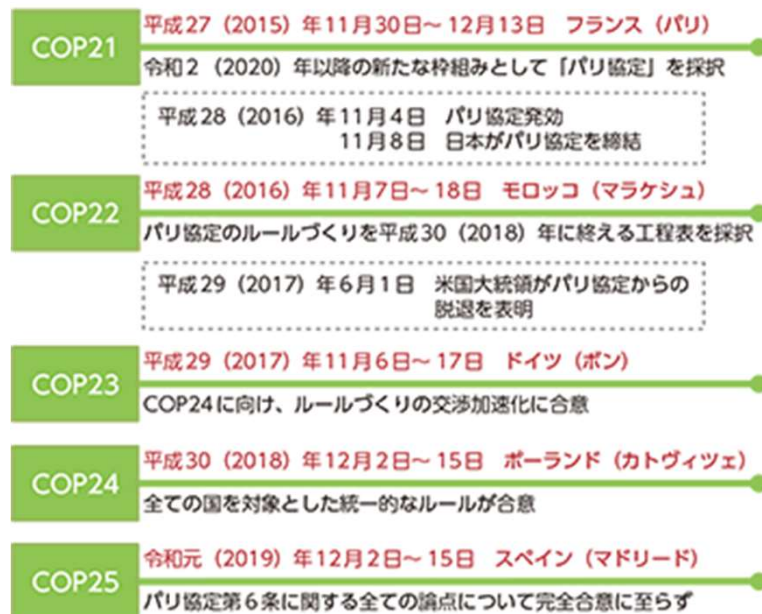 COP21
平成27（2015）年11月30日～12月13日　フランス（パリ）
令和2（2020）年以降の新たな枠組みとして「パリ協定」を採択
平成28（2016）年11月4日　パリ協定発効
11月8日　日本がパリ協定を締結
COP22
平成28（2016）年11月7日～18日　モロッコ（マラケシュ）
パリ協定のルールづくりを平成30（2018）年に終える工程表を採択
平成29（2017）年6月1日　米国大統領がパリ協定からの
脱退を表明
COP23
平成29（2017）年11月6日～17日　ドイツ（ボン）
COP24に向け、ルールづくりの交渉加速化に合意
COP24
平成30（2018）年12月2日～15日　ポーランド（カトヴィツェ）
全ての国を対象とした統一的なルールが合意
COP25
令和元（2019）年12月2日～15日　スペイン（マドリード）
パリ協定第6条に関する全ての論点について完全合意に至らず